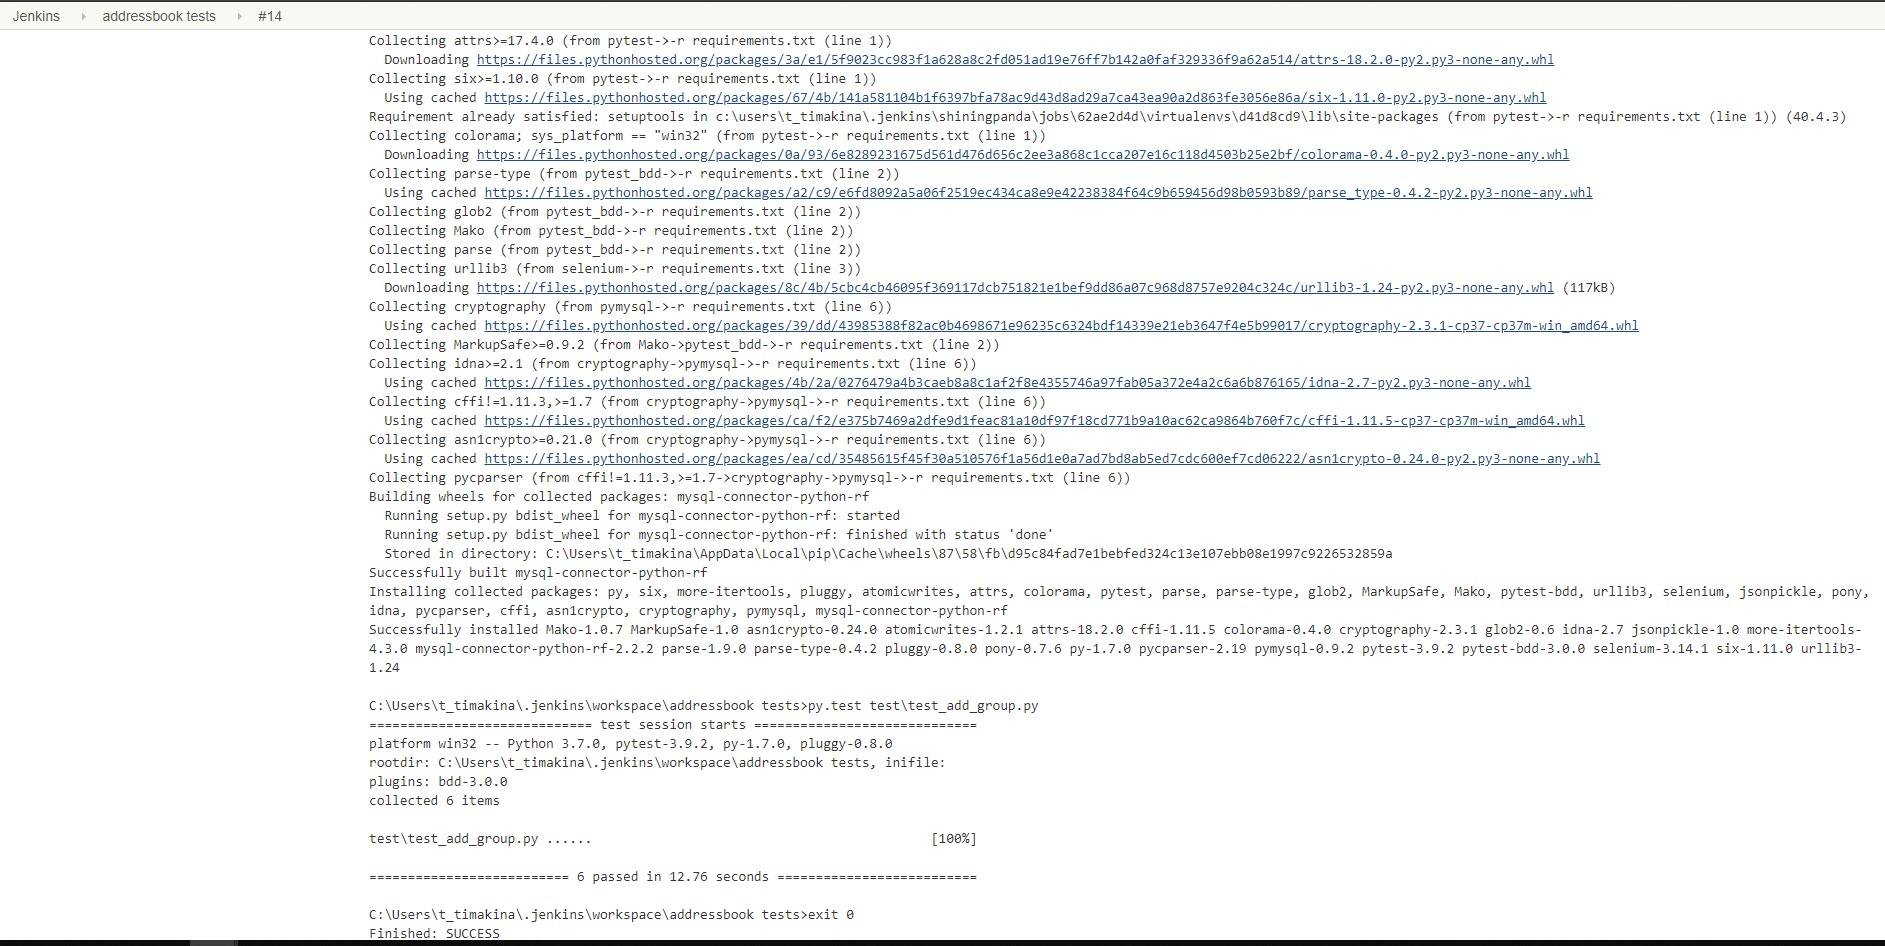 Jenkins addressbook tests #14
Collecting attrs>=17.4.0 (from pytest->-r requirements.txt (line 1))
Downloading https://files.pythonhosted.org/packages/3a/e1/5f9023cc983f1a628a8c2fd051ad19e76ff7b142a0faf329336f9a62a514/attrs-18.2.0-py2.py3-none-any.whl
Collecting six>=1.10.0 (from pytest->-r requirements.txt (line 1))
Using cached https://files.pythonhosted.org/packages/67/4b/141a581104b1f6397bfa78ac9d43d8ad29a7ca43ea90a2d863fe3056e86a/six-1.11.0-py2.py3-none-any.whl
Requirement already satisfied: setuptools in c:\users\t_timakina\.jenkins\shiningpanda\jobs\62ae2d4d\virtualenvs\d41d8cd9\lib\site-packages (from pytest->-r requirements.txt (line 1)) (40.4.3)
Collecting colorama; sys_platform == "win32" (from pytest->-r requirements.txt (line 1))
Downloading https://files.pythonhosted.org/packages/0a/93/6e8289231675d561d476d656c2ee3a868c1cca207e16c118d4503b25e2bf/colorama-0.4.0-py2.py3-none-any.whl
Collecting parse-type (from pytest_bdd->-r requirements.txt (line 2))
Using cached https://files.pythonhosted.org/packages/a2/c9/e6fd8092a5a06f2519ec434ca8e9e42238384f64c9b659456d98b0593b89/parse_type-0.4.2-py2.py3-none-any.whl
Collecting glob2 (from pytest_bdd->-r requirements.txt (line 2))
Collecting Mako (from pytest_bdd->-r requirements.txt (line 2))
Collecting parse (from pytest_bdd->-r requirements.txt (line 2))
Collecting urllib3 (from selenium->-r requirements.txt (line 3))
Downloading https://files.pythonhosted.org/packages/8c/4b/5cbc4cb46095f369117dcb751821e1bef9dd86a07c968d8757e9204c324c/urllib3-1.24-py2.py3-none-any.whl (117kB)
Collecting cryptography (from pymysql->-r requirements.txt (line 6))
Using cached https://files.pythonhosted.org/packages/39/dd/43985388f82ac0b4698671e96235c6324bdf14339e21eb3647f4e5b99017/cryptography-2.3.1-cp37-cp37m-win_amd64.whl
Collecting MarkupSafe>=0.9.2 (from Mako->pytest_bdd->-r requirements.txt (line 2))
Collecting idna>=2.1 (from cryptography->pymysql->-r requirements.txt (line 6))
Using cached https://files.pythonhosted.org/packages/4b/2a/0276479a4b3caeb8a8c1af2f8e4355746a97fab05a372e4a2c6a6b876165/idna-2.7-py2.py3-none-any.whl
Collecting cffi!=1.11.3,>=1.7 (from cryptography->pymysql->-r requirements.txt (line 6))
Using cached https://files.pythonhosted.org/packages/ca/f2/e375b7469a2dfe9d1feac81a10df97f18cd771b9a10ac62ca9864b760f7c/cffi-1.11.5-cp37-cp37m-win_amd64.whl
Collecting asn1crypto>=0.21.0 (from cryptography->pymysql->-r requirements.txt (line 6))
Using cached https://files.pythonhosted.org/packages/ea/cd/35485615f45f30a510576f1a56d1e0a7ad7bd8ab5ed7cdc600ef7cd06222/asn1crypto-0.24.0-py2.py3-none-any.whl
Collecting pycparser (from cffi!=1.11.3,>=1.7->cryptography->pymysql->-r requirements.txt (line 6))
Building wheels for collected packages: mysql-connector-python-rf
Running setup.py bdist_wheel for mysql-connector-python-rf: started
Running setup.py bdist_wheel for mysql-connector-python-rf: finished with status 'done'
Stored in directory: C:\Users\t_timakina\AppData\Local\pip\Cache\wheels\87\58\fb\d95c84fad7e1bebfed324c13e107ebb08e1997c9226532859a
Successfully built mysql-connector-python-rf
Installing collected packages: py, six, more-itertools, pluggy, atomicwrites, attrs, colorama, pytest, parse, parse-type, glob2, MarkupSafe, Mako, pytest-bdd, urllib3, selenium, jsonpickle, pony,
idna, pycparser, cffi, asn1crypto, cryptography, pymysql, mysql-connector-python-rf
Successfully installed Mako-1.0.7 MarkupSafe-1.0 asn1crypto-0.24.0 atomicwrites-1.2.1 attrs-18.2.0 cffi-1.11.5 colorama-0.4.0 cryptography-2.3.1 glob2-0.6 idna-2.7 jsonpickle-1.0 more-itertools-
4.3.0 mysql-connector-python-rf-2.2.2 parse-1.9.0 parse-type-0.4.2 pluggy-0.8.0 pony-0.7.6 py-1.7.0 pycparser-2.19 pymysql-0.9.2 pytest-3.9.2 pytest-bdd-3.0.0 selenium-3.14.1 six-1.11.0 urllib3-
1.24
C:\Users\t_timakina\.jenkins\workspace\addressbook tests>py.test test\test_add_group.py
============================= test session starts =============================
platform win32 -- Python 3.7.0, pytest-3.9.2, py-1.7.0, pluggy-0.8.0
rootdir: C:\Users\t_timakina\.jenkins\workspace\addressbook tests, inifile:
plugins: bdd-3.0.0
collected 6 items
test\test_add_group.py ...... [100%]
========================== 6 passed in 12.76 seconds ==========================
C:\Users\t_timakina\.jenkins\workspace\addressbook tests>exit 0
Finished: SUCCESS